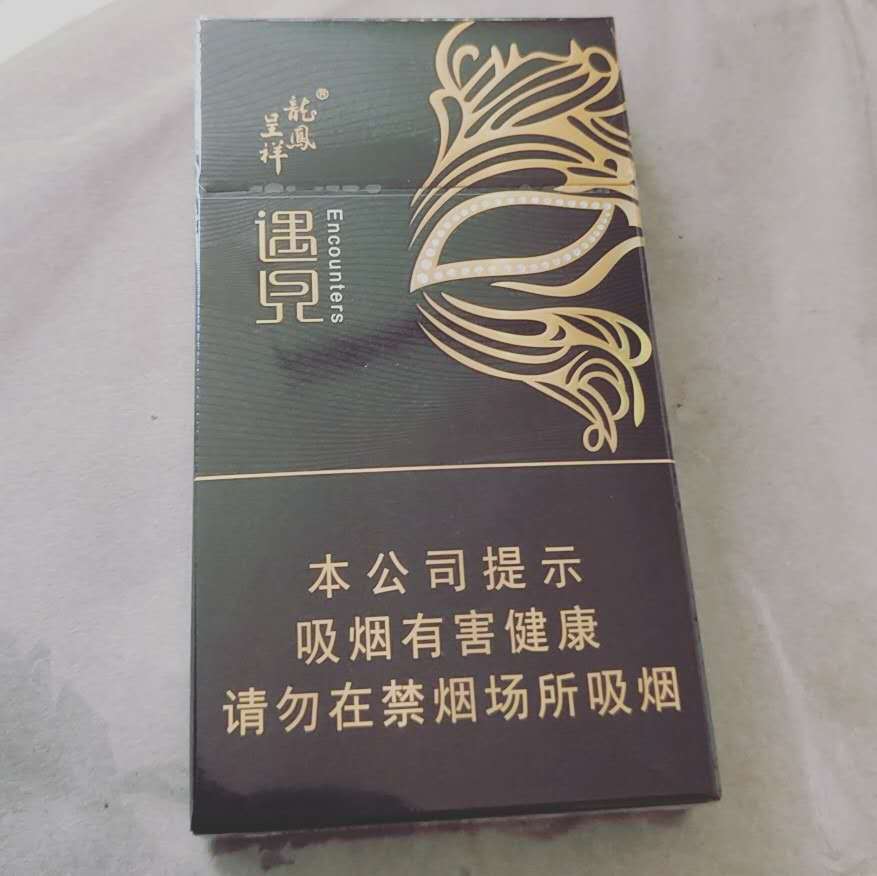 龍鳳®
呈祥
遇見
Encounters
本公司提示
吸烟有害健康
请勿在禁烟场所吸烟